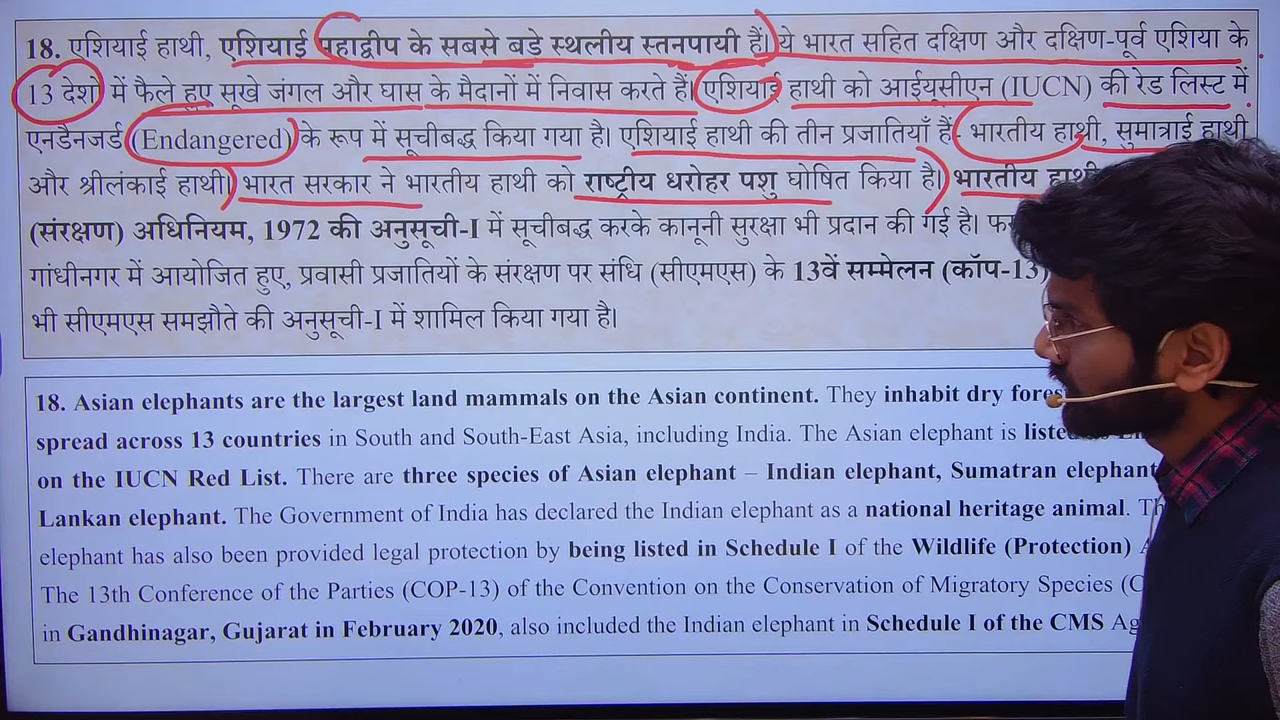 18. एशियाई हाथी, एशियाई महाद्वीप के सबसे बडे स्थलीय स्तनपायी हैं। ये भारत सहित दक्षिण और दक्षिण-पूर्व एशिया के
13 देशों में फैले हुए सूखे जंगल और घास के मैदानों में निवास करते हैं। एशियाई हाथी को आईयूसीएन (IUCN) की रेड लिस्ट में
एनडैनजर्ड (Endangered) के रूप में सूचीबद्ध किया गया है। एशियाई हाथी की तीन प्रजातियाँ हैं- भारतीय हाथी, सुमात्राई हाथी
और श्रीलंकाई हाथी। भारत सरकार ने भारतीय हाथी को राष्ट्रीय धरोहर पशु घोषित किया है। भारतीय हाथी
(संरक्षण) अधिनियम, 1972 की अनुसूची-I में सूचीबद्ध करके कानूनी सुरक्षा भी प्रदान की गई है।
गांधीनगर में आयोजित हुए, प्रवासी प्रजातियों के संरक्षण पर संधि (सीएमएस) के 13वें सम्मेलन (कॉप-13)
भी सीएमएस समझौते की अनुसूची-I में शामिल किया गया है।
18. Asian elephants are the largest land mammals on the Asian continent. They inhabit dry
spread across 13 countries in South and South-East Asia, including India. The Asian elephant is listed
on the IUCN Red List. There are three species of Asian elephant – Indian elephant, Sumatran elephant
Lankan elephant. The Government of India has declared the Indian elephant as a national heritage animal.
elephant has also been provided legal protection by being listed in Schedule I of the Wildlife (Protection)
The 13th Conference of the Parties (COP-13) of the Convention on the Conservation of Migratory Species
in Gandhinagar, Gujarat in February 2020, also included the Indian elephant in Schedule I of the CMS